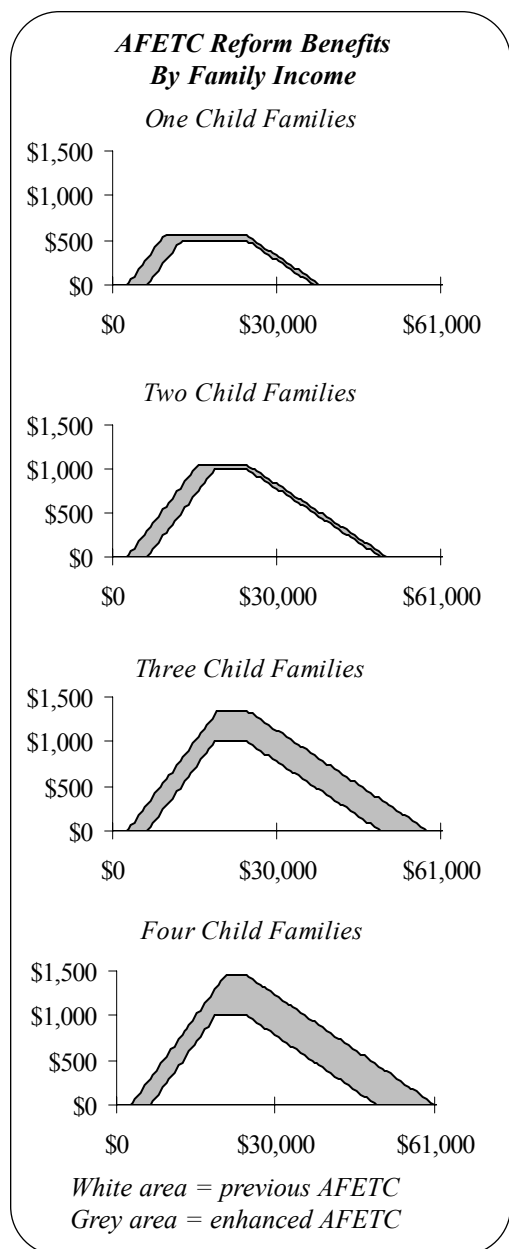 AFETC Reform Benefits
By Family Income
One Child Families
$1,500
$1,000
$500
$0
$0 $30,000 $61,000
Two Child Families
$1,500
$1,000
$500
$0
$0 $30,000 $61,000
Three Child Families
$1,500
$1,000
$500
$0
$0 $30,000 $61,000
Four Child Families
$1,500
$1,000
$500
$0
$0 $30,000 $61,000
White area = previous AFETC
Grey area = enhanced AFETC